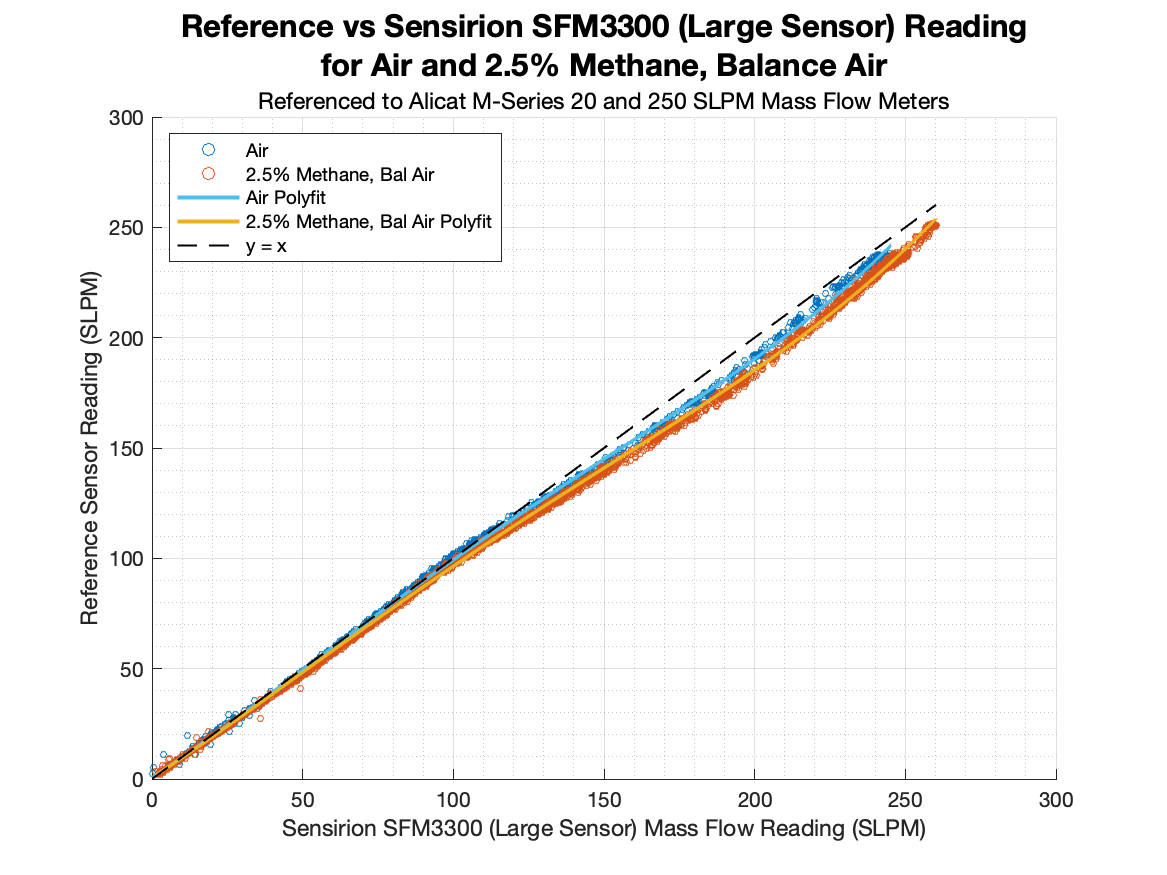 Reference vs Sensirion SFM3300 (Large Sensor) Reading
for Air and 2.5% Methane, Balance Air
Referenced to Alicat M-Series 20 and 250 SLPM Mass Flow Meters
Air
2.5% Methane, Bal Air
Air Polyfit
2.5% Methane, Bal Air Polyfit
y = x
Reference Sensor Reading (SLPM)
300
250
200
150
100
50
0
0 50 100 150 200 250 300
Sensirion SFM3300 (Large Sensor) Mass Flow Reading (SLPM)